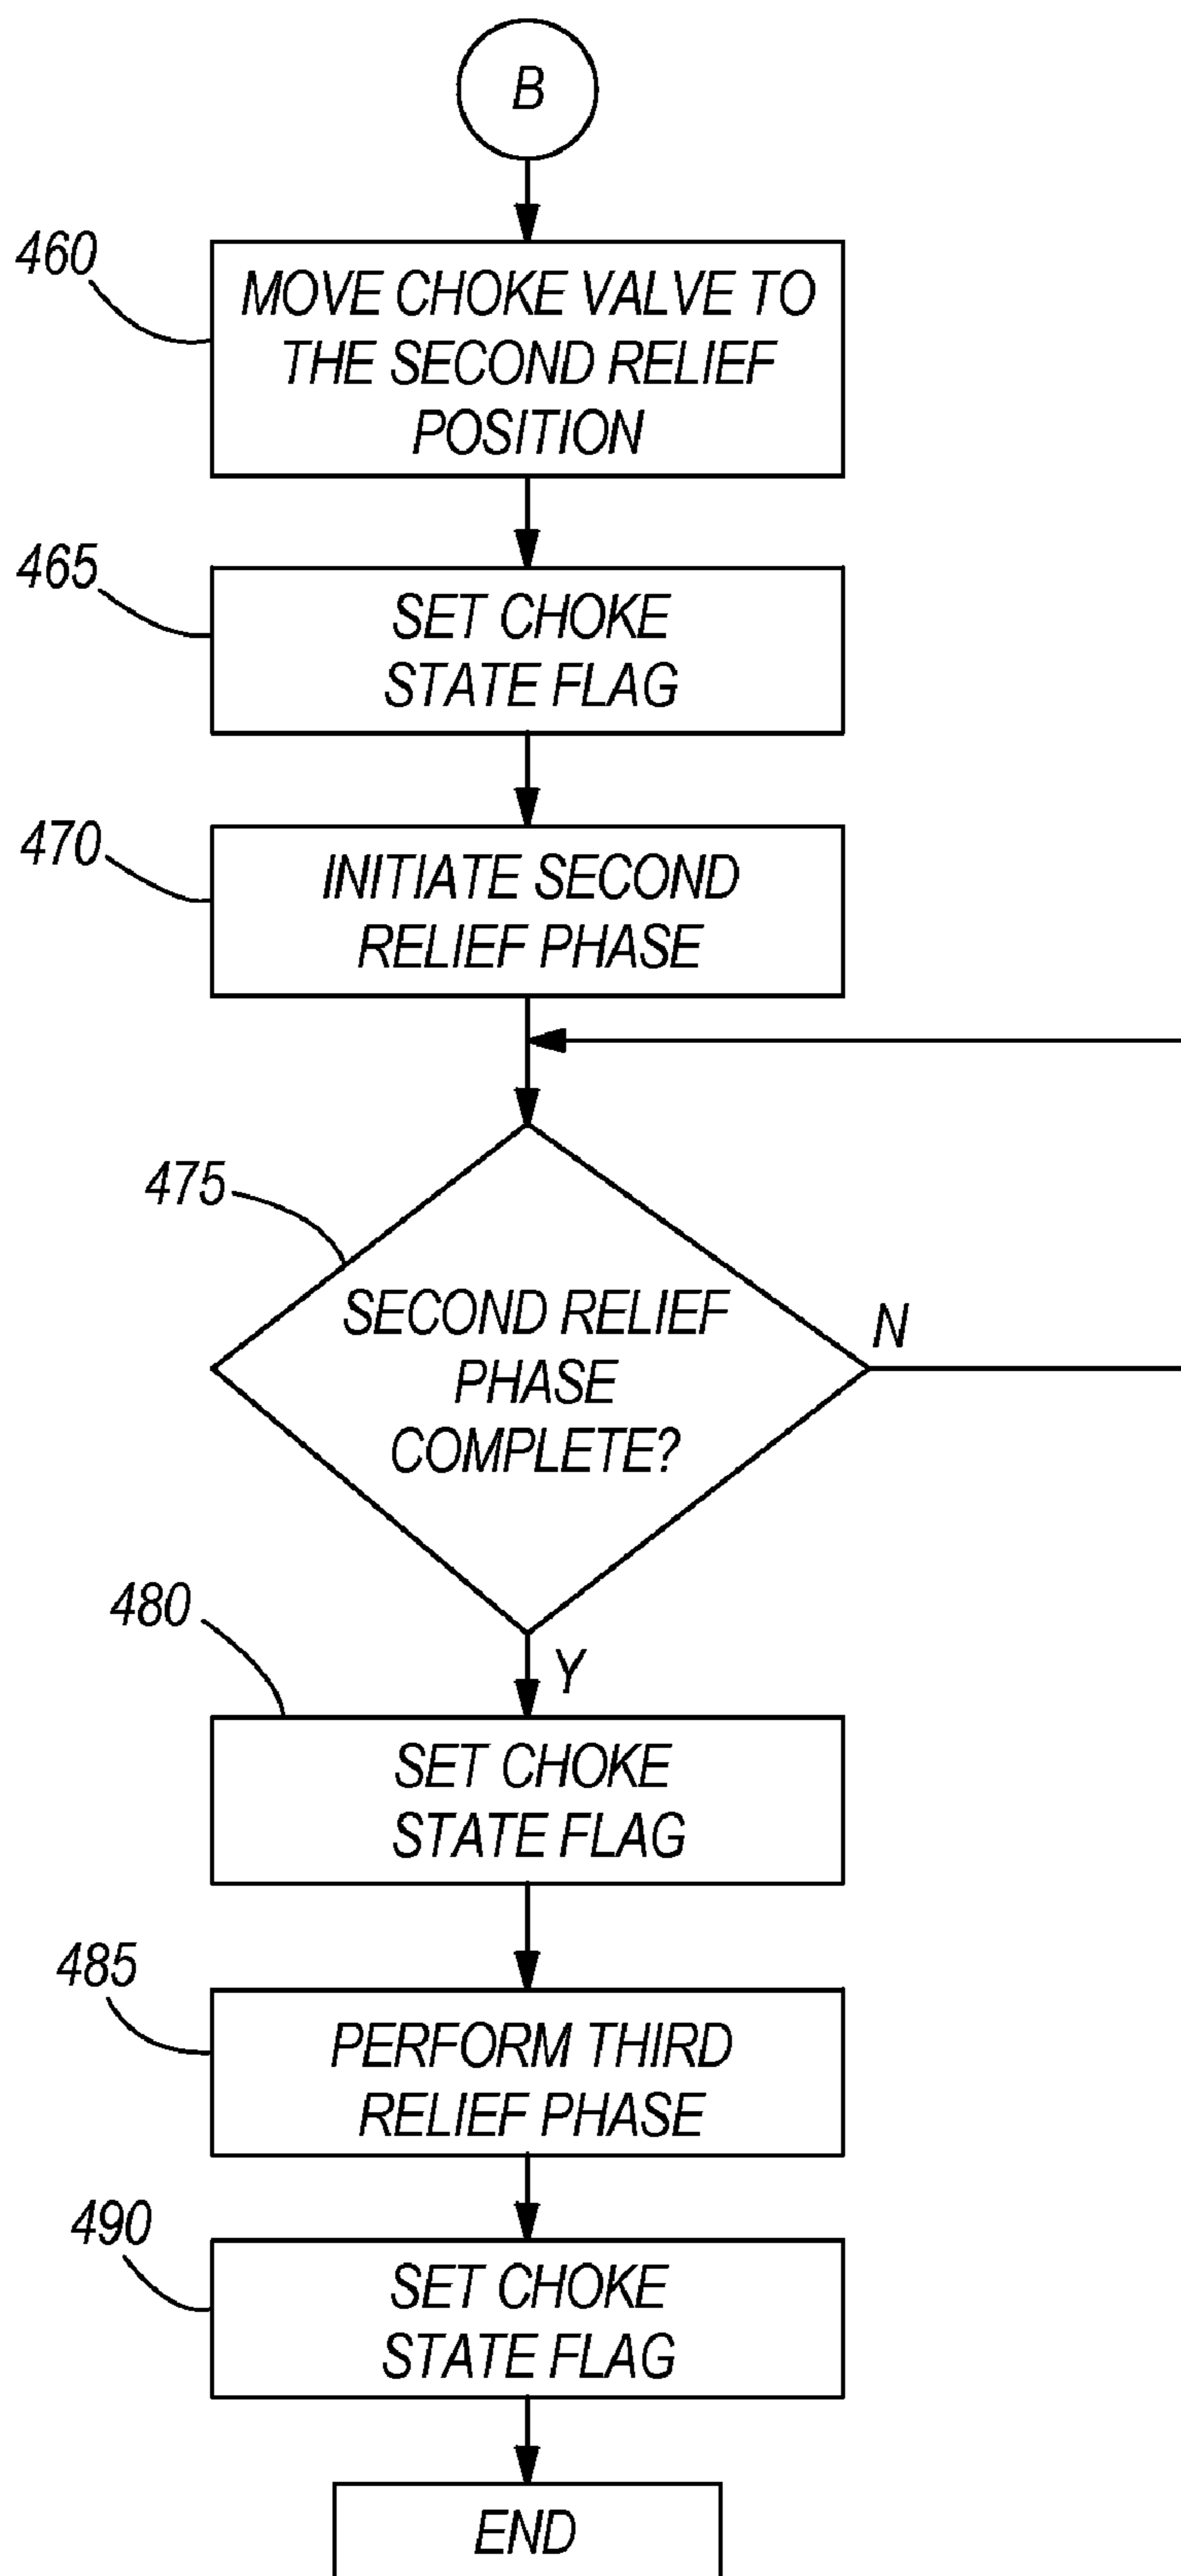 B
460
MOVE CHOKE VALVE TO
THE SECOND RELIEF
POSITION
465
SET CHOKE
STATE FLAG
470
INITIATE SECOND
RELIEF PHASE
475
SECOND RELIEF
PHASE
COMPLETE?
N
Y
480
SET CHOKE
STATE FLAG
485
PERFORM THIRD
RELIEF PHASE
490
SET CHOKE
STATE FLAG
END